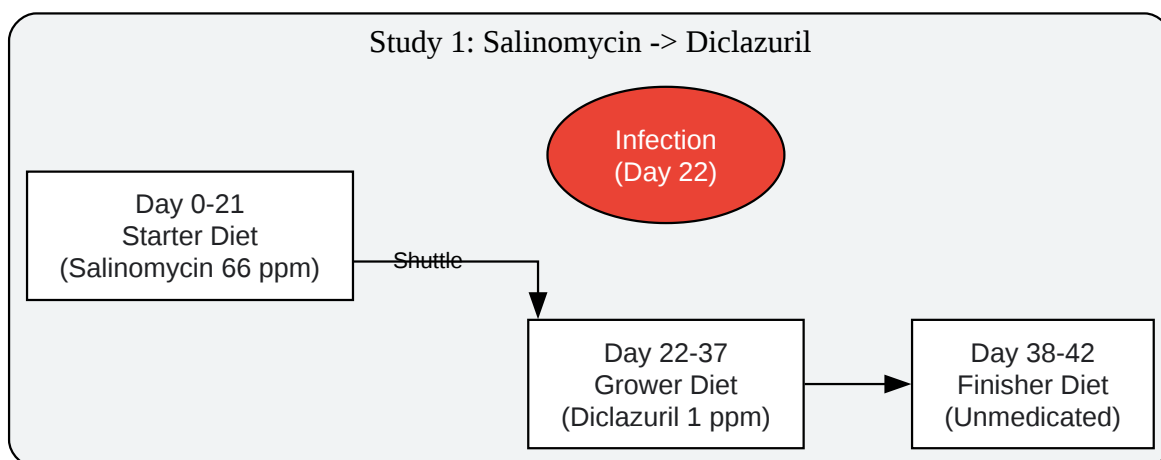 Study 1: Salinomycin -> Diclazuril
Infection
(Day 22)
Day 0-21
Starter Diet
(Salinomycin 66 ppm)
Shuttle
Day 22-37
Grower Diet
(Diclazuril 1 ppm)
Day 38-42
Finisher Diet
(Unmedicated)